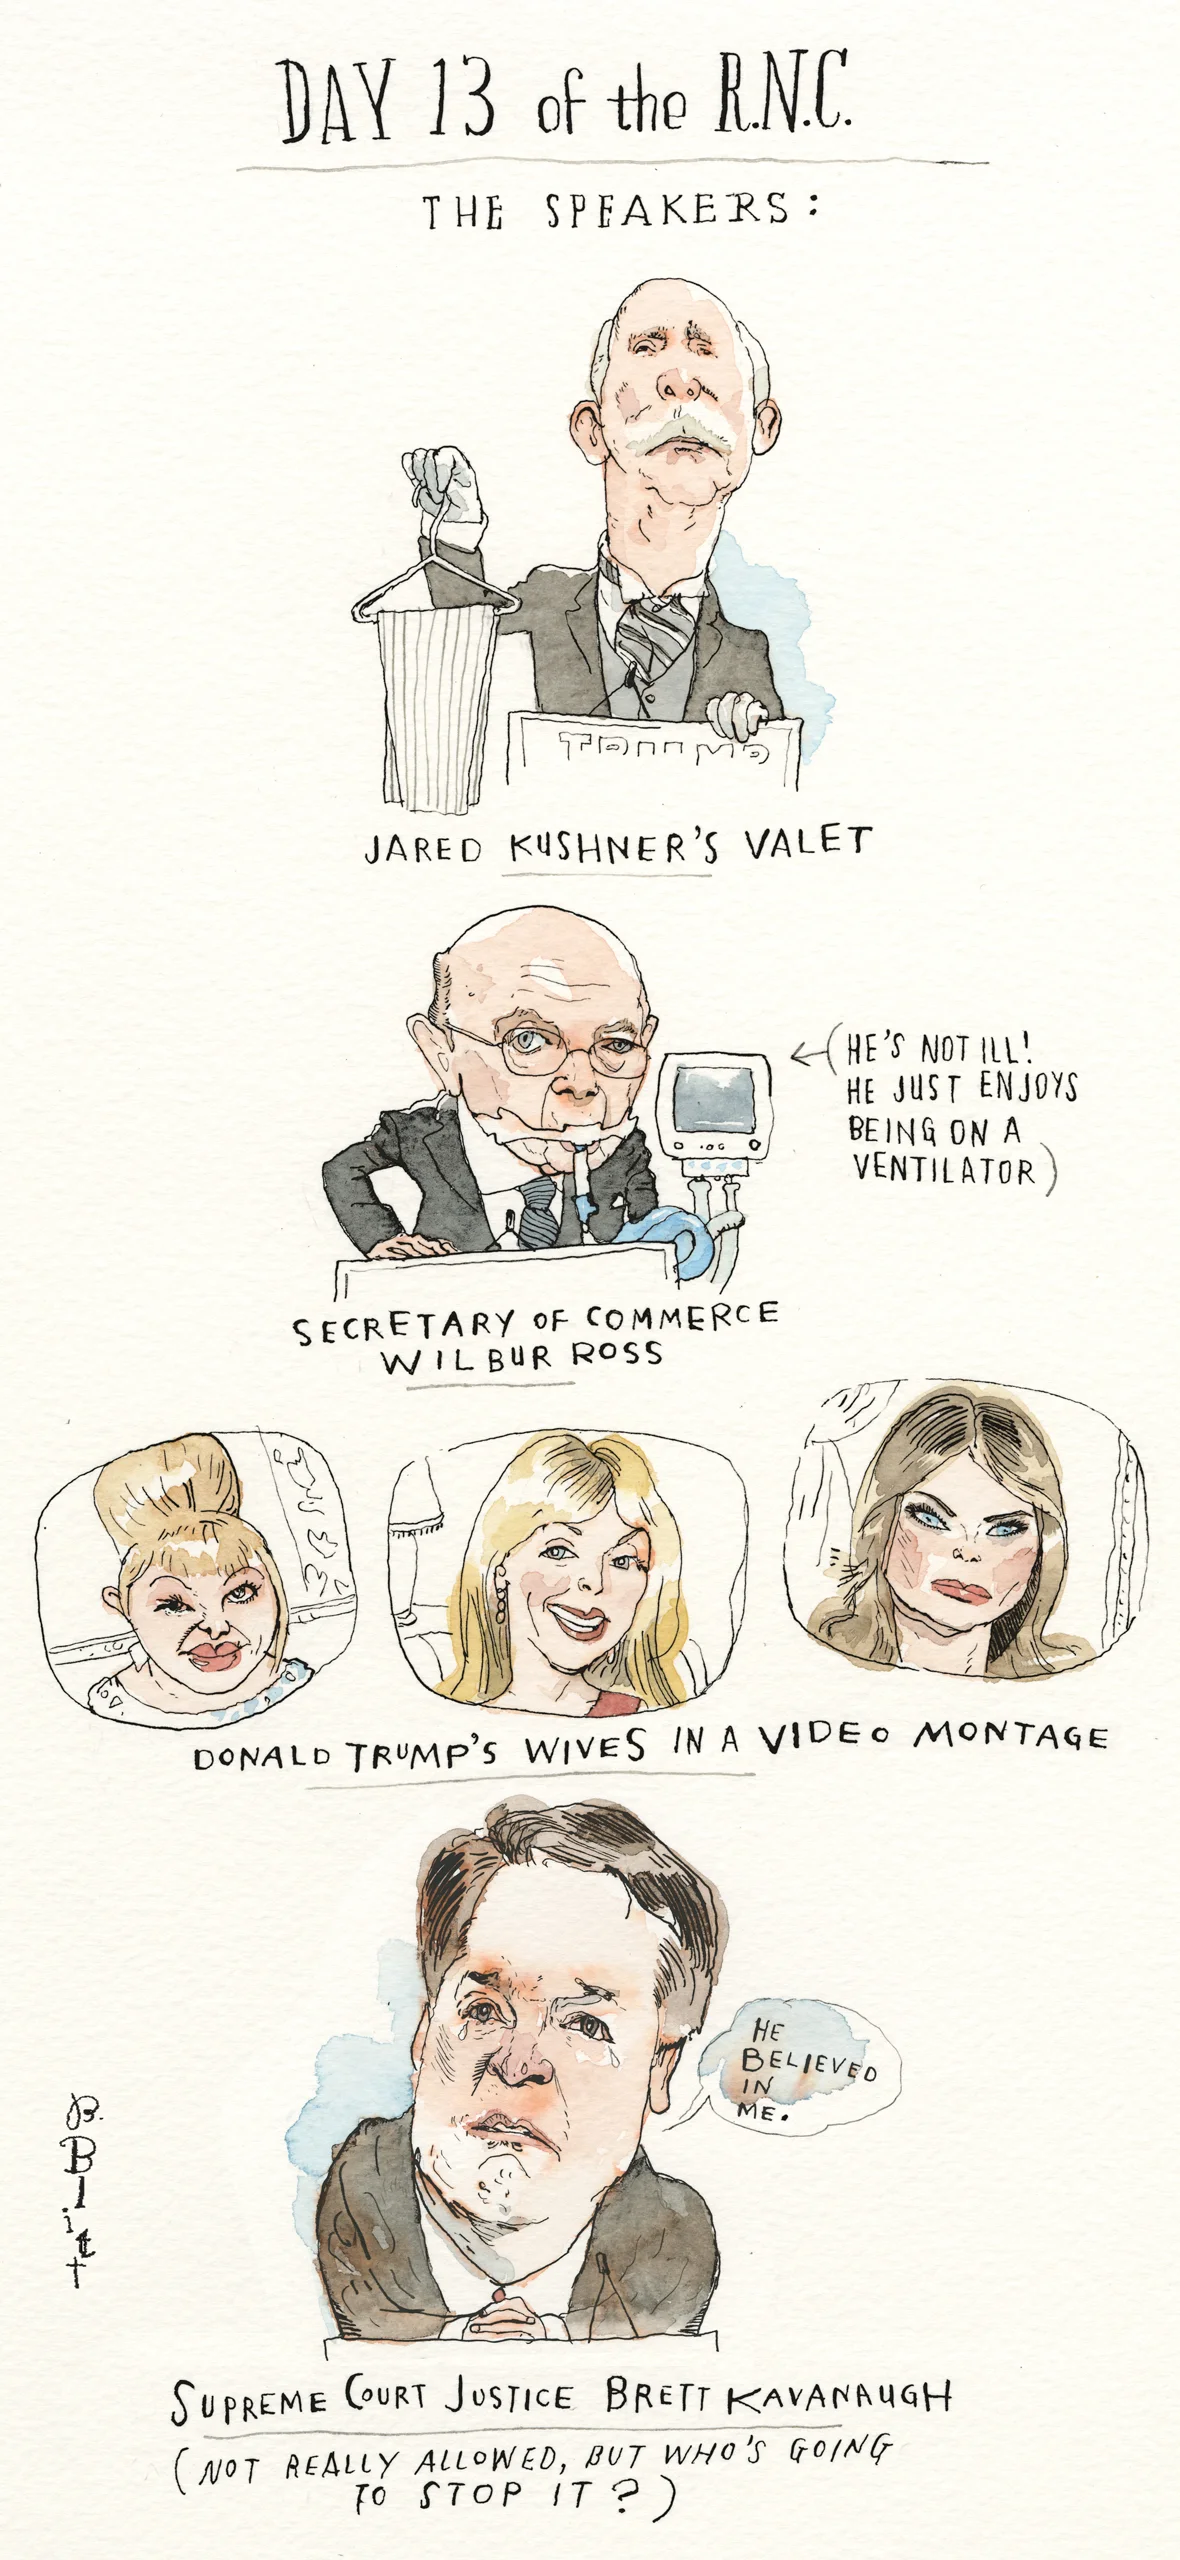 DAY 13 of the R.N.C.
THE SPEAKERS:
JARED KUSHNER'S VALET
(HE'S NOT ILL!
HE JUST ENJOYS
BEING ON A
VENTILATOR)
SECRETARY OF COMMERCE
WILBUR ROSS
DONALD TRUMP'S WIVES IN A VIDEO MONTAGE
HE
BELIEVED
IN
ME.
B. Blitt
SUPREME COURT JUSTICE BRETT KAVANAUGH
(NOT REALLY ALLOWED, BUT WHO'S GOING
TO STOP IT?)